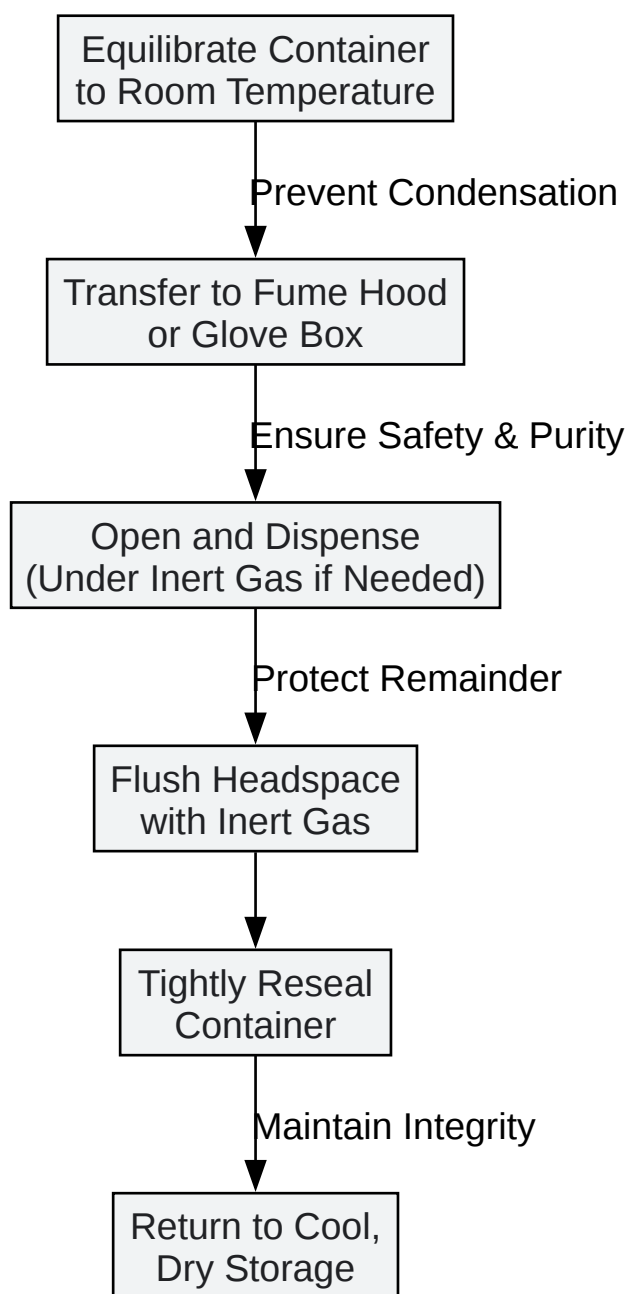 Equilibrate Container
to Room Temperature
Prevent Condensation
Transfer to Fume Hood
or Glove Box
Ensure Safety & Purity
Open and Dispense
(Under Inert Gas if Needed)
Protect Remainder
Flush Headspace
with Inert Gas
Tightly Reseal
Container
Maintain Integrity
Return to Cool,
Dry Storage